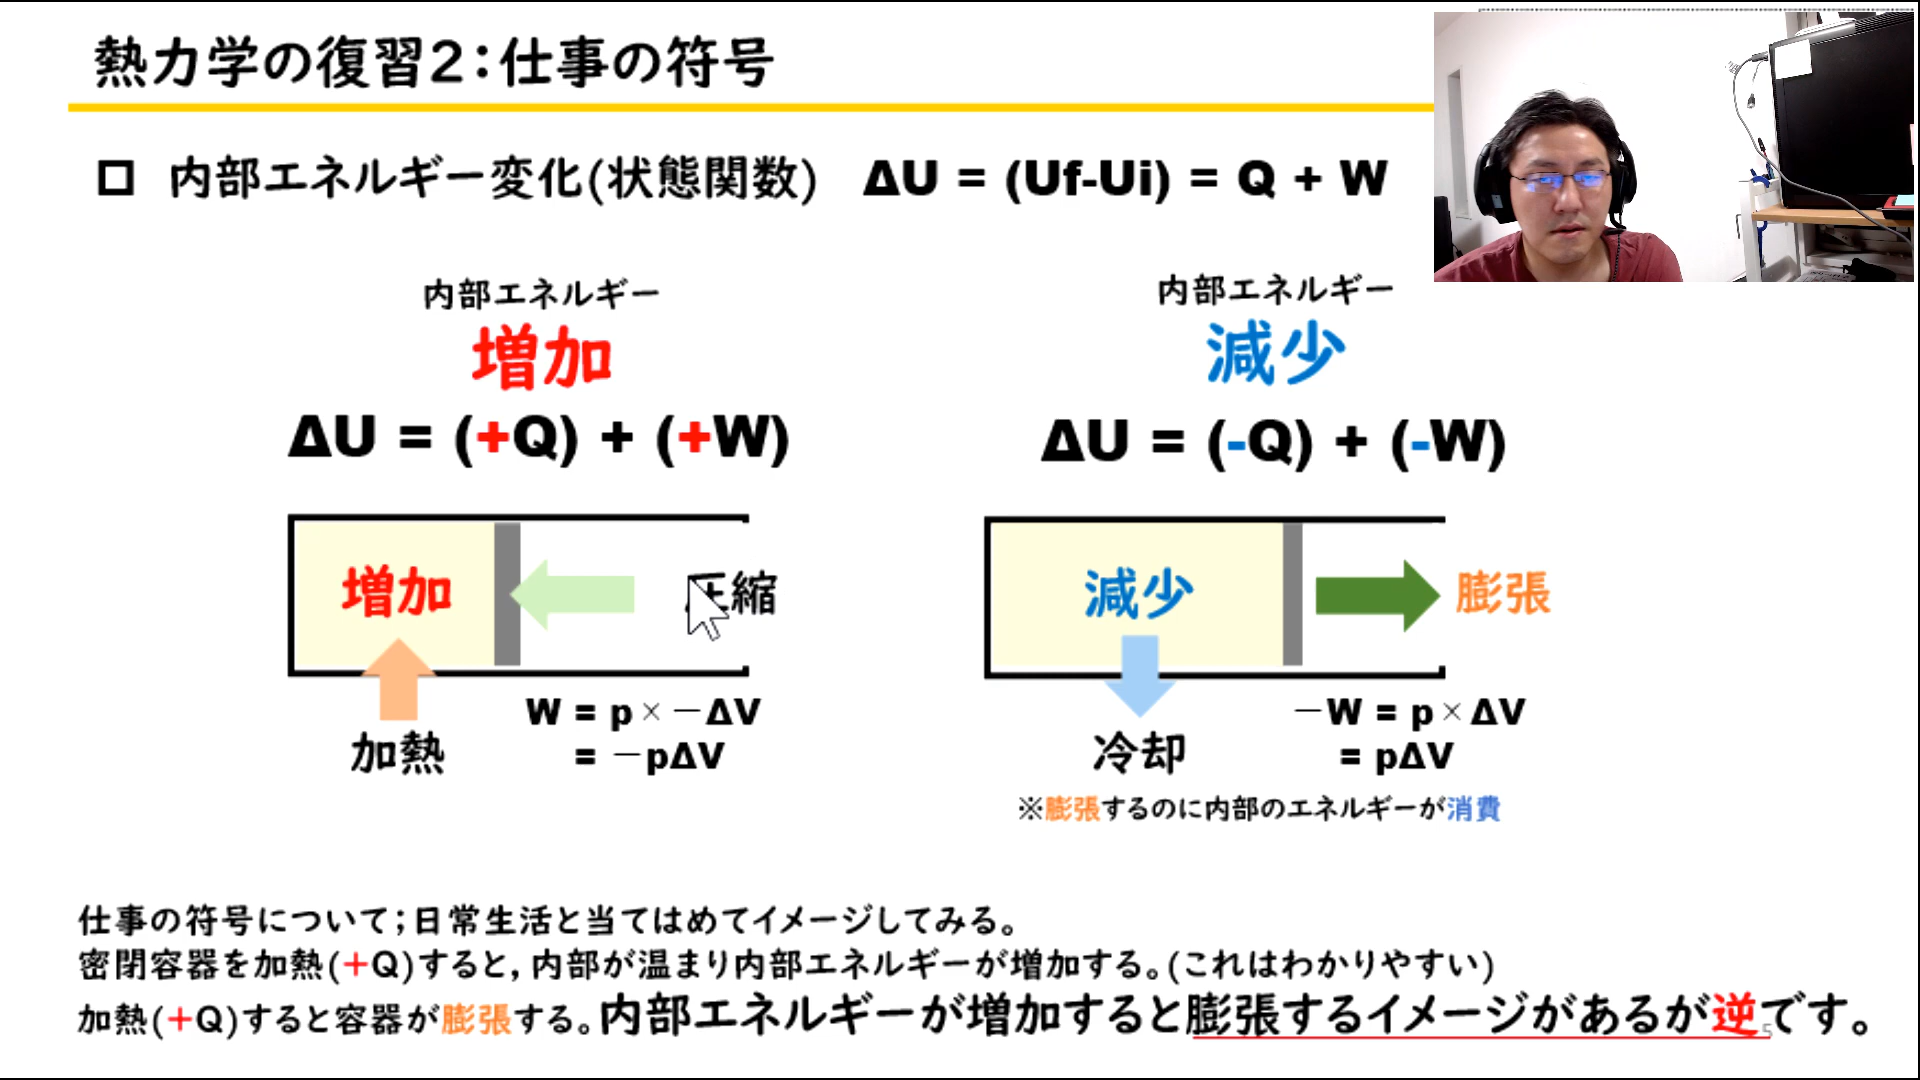 熱力学の復習2:仕事の符号
内部エネルギー変化(状態関数) ΔU = (Uf-Ui) = Q + W
内部エネルギー
増加
ΔU = (+Q) + (+W)
増加
圧縮
加熱
W = p × －ΔV
= －pΔV
内部エネルギー
減少
ΔU = (-Q) + (-W)
減少
膨張
冷却
－W = p × ΔV
= pΔV
※膨張するのに内部のエネルギーが消費
仕事の符号について;日常生活と当てはめてイメージしてみる。
密閉容器を加熱(+Q)すると,内部が温まり内部エネルギーが増加する。(これはわかりやすい)
加熱(+Q)すると容器が膨張する。内部エネルギーが増加すると膨張するイメージがあるが逆です。
5